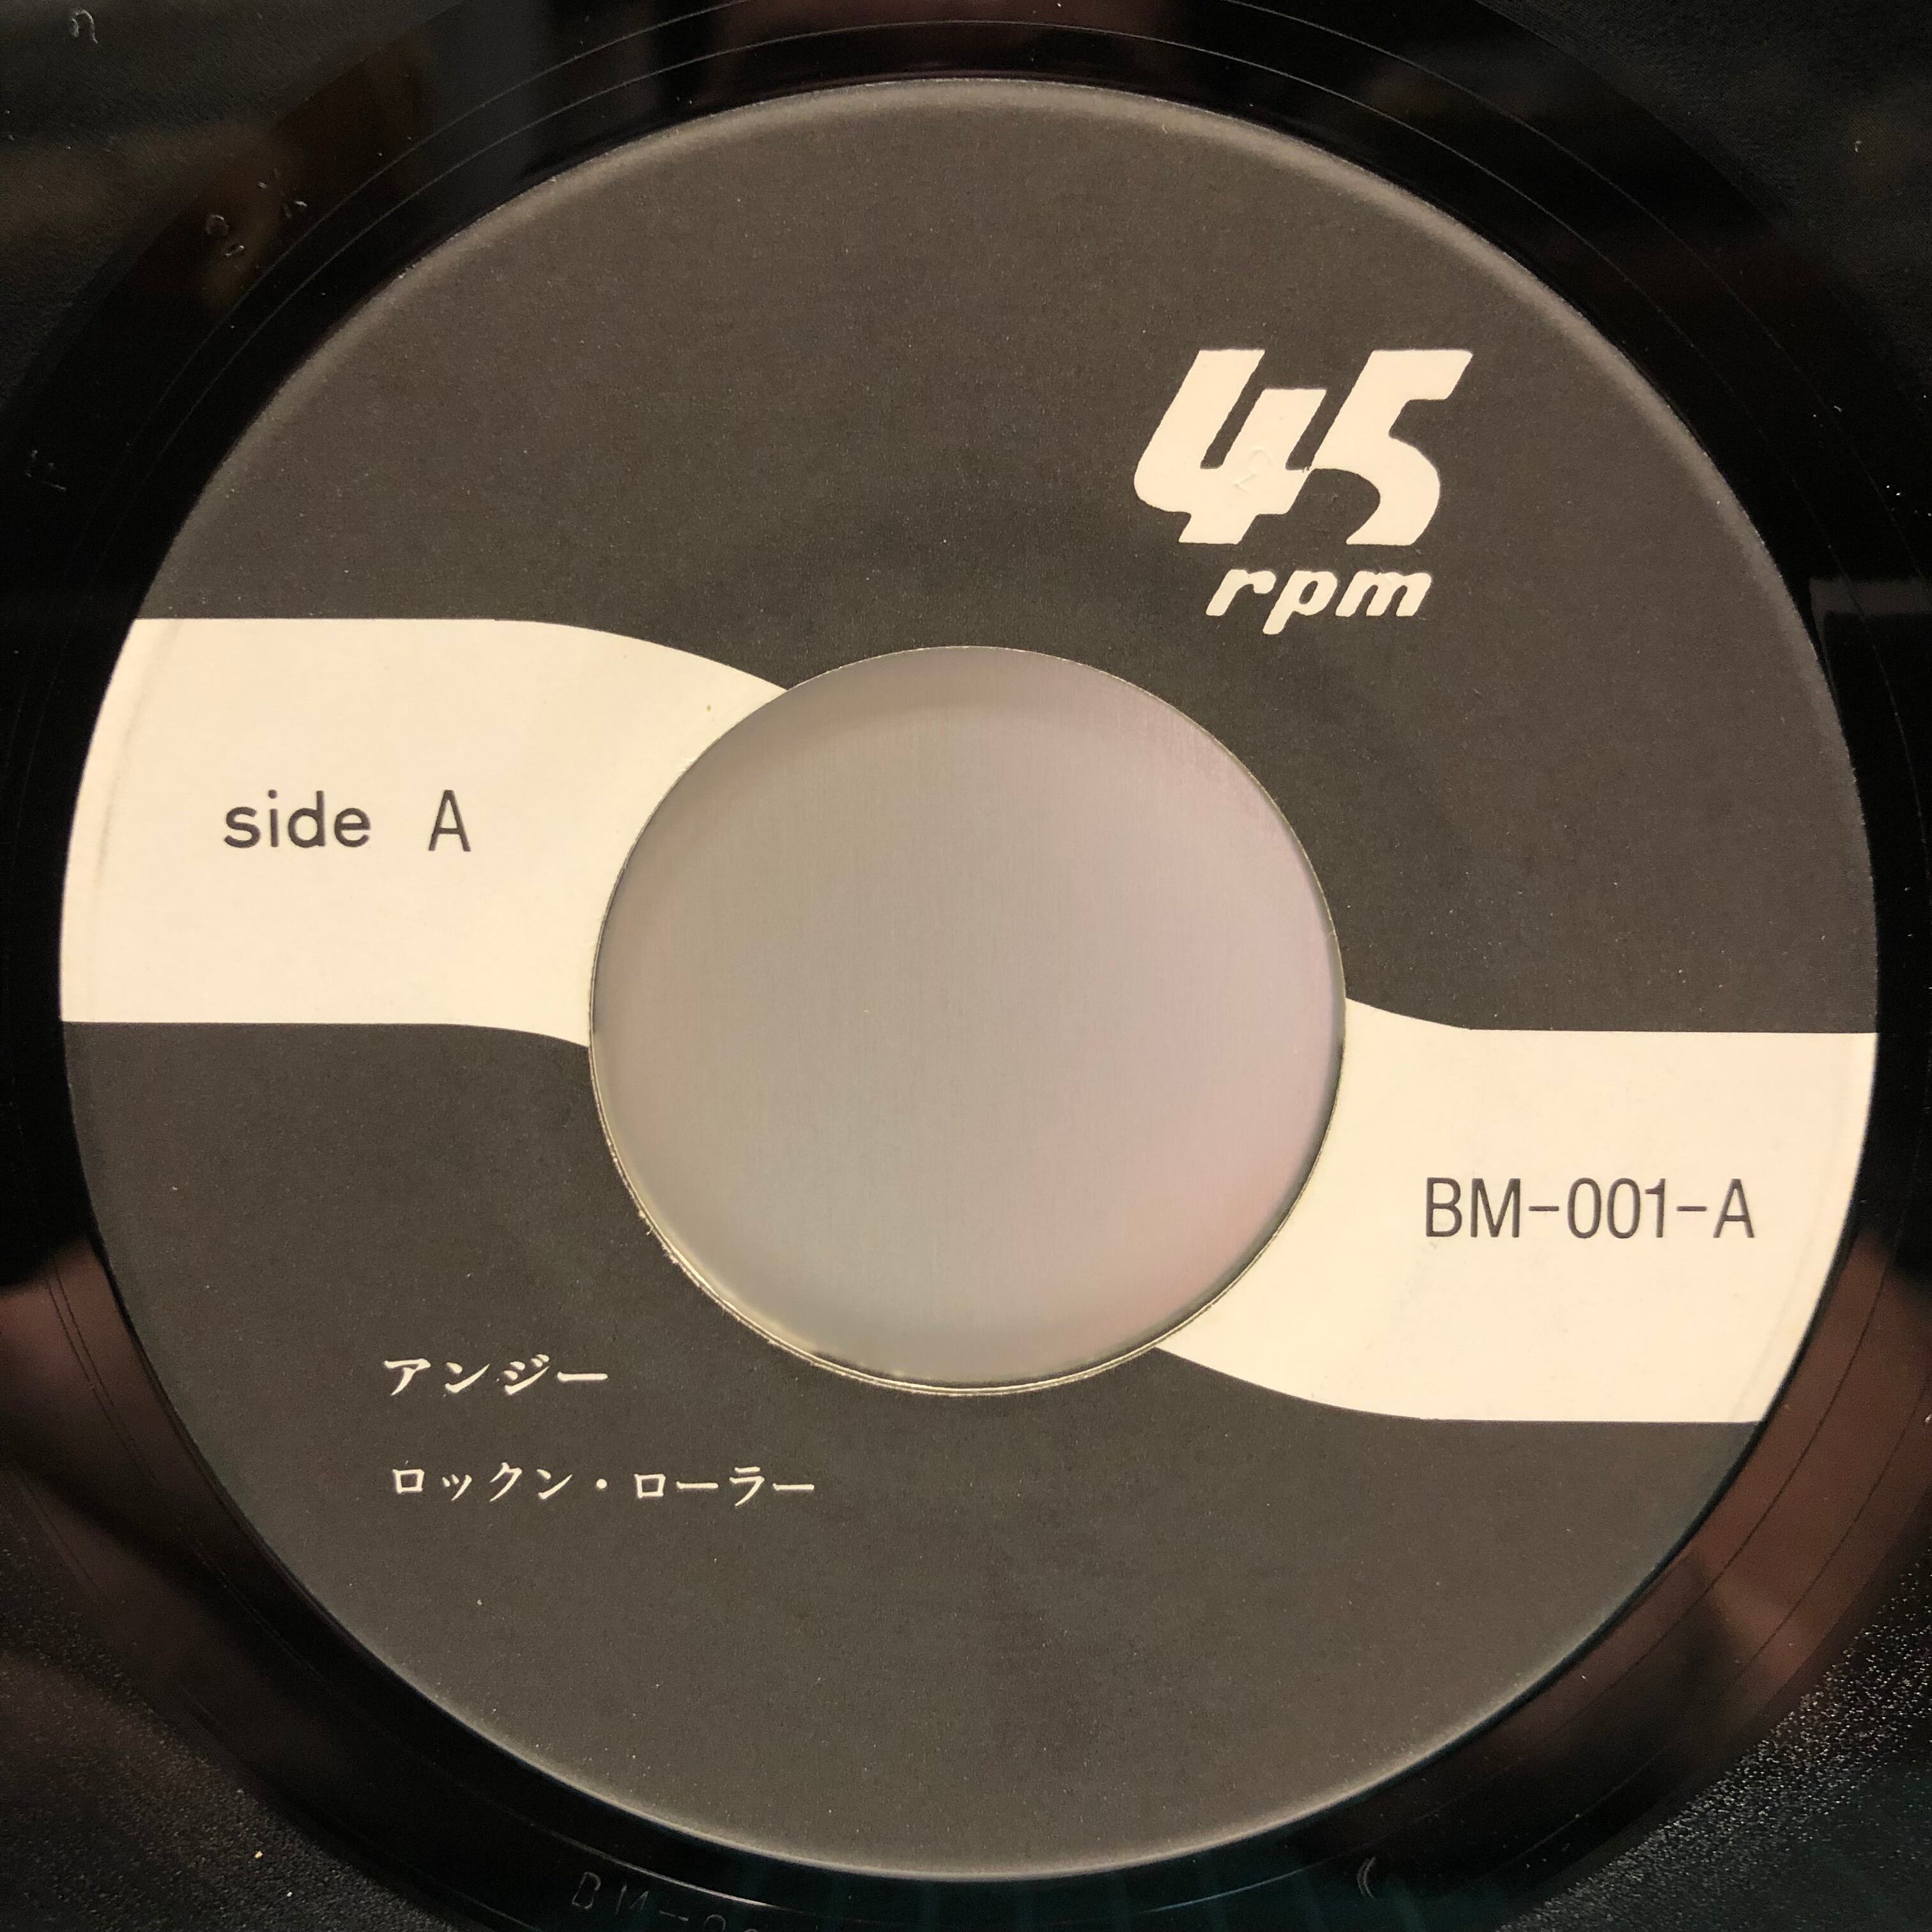 45
rpm
side A
BM-001-A
アンジー
ロックン・ローラー